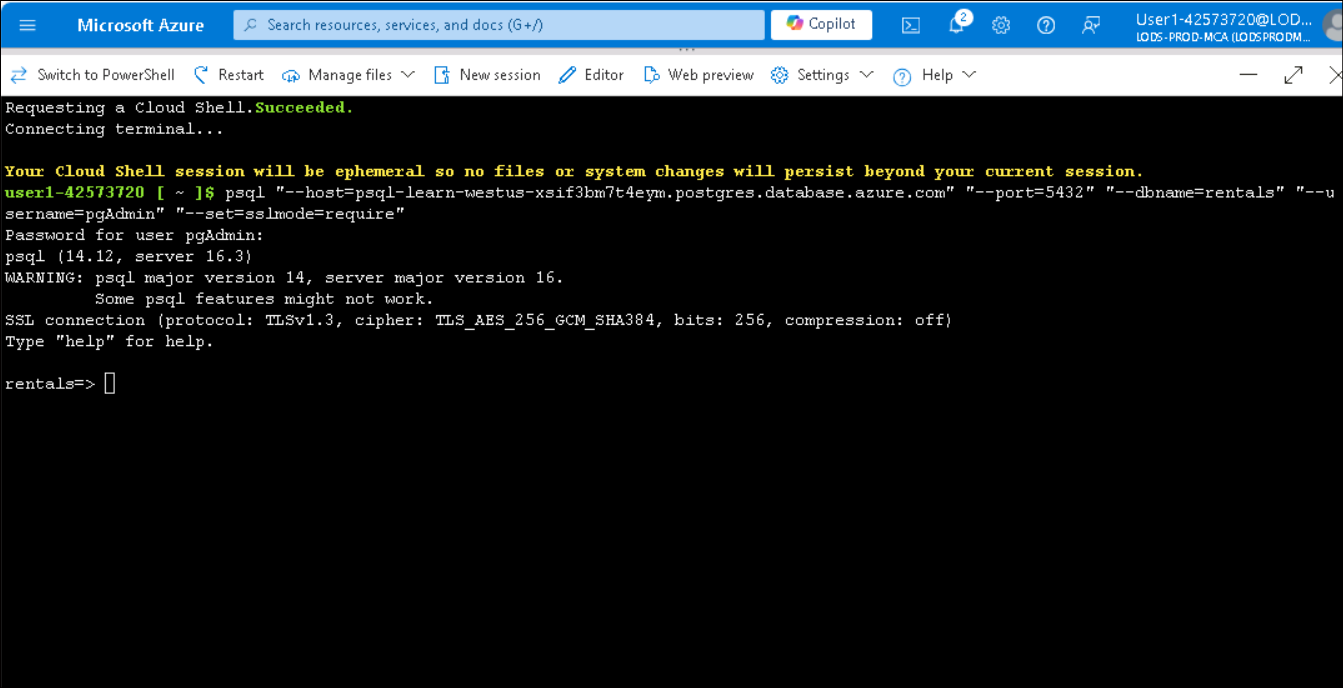 Microsoft Azure
Search resources, services, and docs (G+/)
Copilot
2
User1-42573720@LOD...
LODS-PROD-MCA (LODSPRODM...
Switch to PowerShell
Restart
Manage files
New session
Editor
Web preview
Settings
Help
Requesting a Cloud Shell.Succeeded.
Connecting terminal...
Your Cloud Shell session will be ephemeral so no files or system changes will persist beyond your current session.
user1-42573720 [ ~ ]$ psql "--host=psql-learn-westus-xsif3bm7t4eym.postgres.database.azure.com" "--port=5432" "--dbname=rentals" "--u
sername=pgAdmin" "--set=sslmode=require"
Password for user pgAdmin:
psql (14.12, server 16.3)
WARNING: psql major version 14, server major version 16.
Some psql features might not work.
SSL connection (protocol: TLSv1.3, cipher: TLS_AES_256_GCM_SHA384, bits: 256, compression: off)
Type "help" for help.
rentals=>